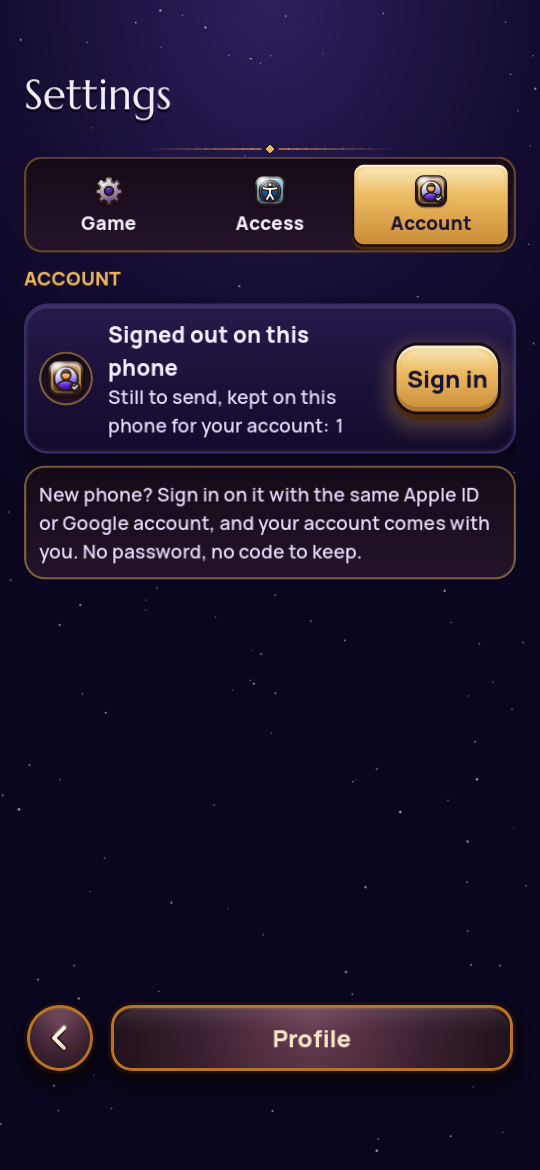 Settings
Game
Access
Account
ACCOUNT
Signed out on this
phone
Still to send, kept on this
phone for your account: 1
Sign in
New phone? Sign in on it with the same Apple ID
or Google account, and your account comes with
you. No password, no code to keep.
Profile